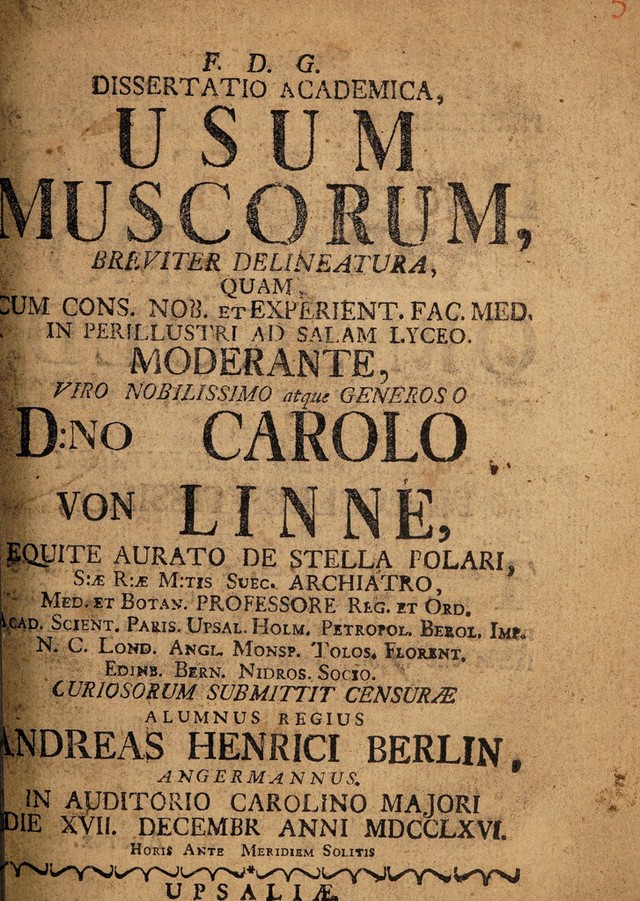 5
F. D. G.
DISSERTATIO ACADEMICA,
USUM
MUSCORUM,
BREVITER DELINEATURA,
QUAM,
CUM CONS. NOB. ET EXPERIENT. FAC. MED.
IN PERILLUSTRI AD SALAM LYCEO.
MODERANTE,
VIRO NOBILISSIMO atque GENEROSO
D:NO CAROLO
VON LINNÉ,
EQUITE AURATO DE STELLA POLARI,
S:Æ R:Æ M:TIS SUEC. ARCHIATRO,
MED. ET BOTAN. PROFESSORE REG. ET ORD.
ACAD. SCIENT. PARIS. UPSAL. HOLM. PETROPOL. BEROL. IMP.
N. C. LOND. ANGL. MONSP. TOLOS. FLORENT.
EDINB. BERN. NIDROS. SOCIO.
CURIOSORUM SUBMITTIT CENSURÆ
ALUMNUS REGIUS
ANDREAS HENRICI BERLIN,
ANGERMANNUS.
IN AUDITORIO CAROLINO MAJORI
DIE XVII. DECEMBR ANNI MDCCLXVI.
HORIS ANTE MERIDIEM SOLITIS
UPSALIÆ,